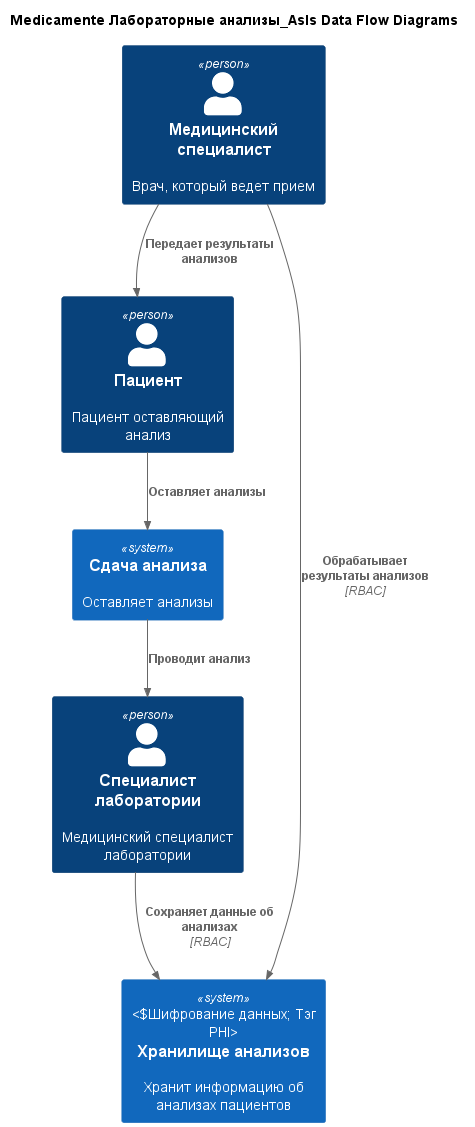 Medicamente Лабораторные анализы_AsIs Data Flow Diagrams
«person»
Медицинский
специалист
Врач, который ведет прием
Передает результаты
анализов
«person»
Пациент
Пациент оставляющий
анализ
Оставляет анализы
«system»
Сдача анализа
Оставляет анализы
Обрабатывает
результаты анализов
[RBAC]
Проводит анализ
«person»
Специалист
лаборатории
Медицинский специалист
лаборатории
Сохраняет данные об
анализах
[RBAC]
«system»
<$Шифрование данных; Тэг
PHI>
Хранилище анализов
Хранит информацию об
анализах пациентов